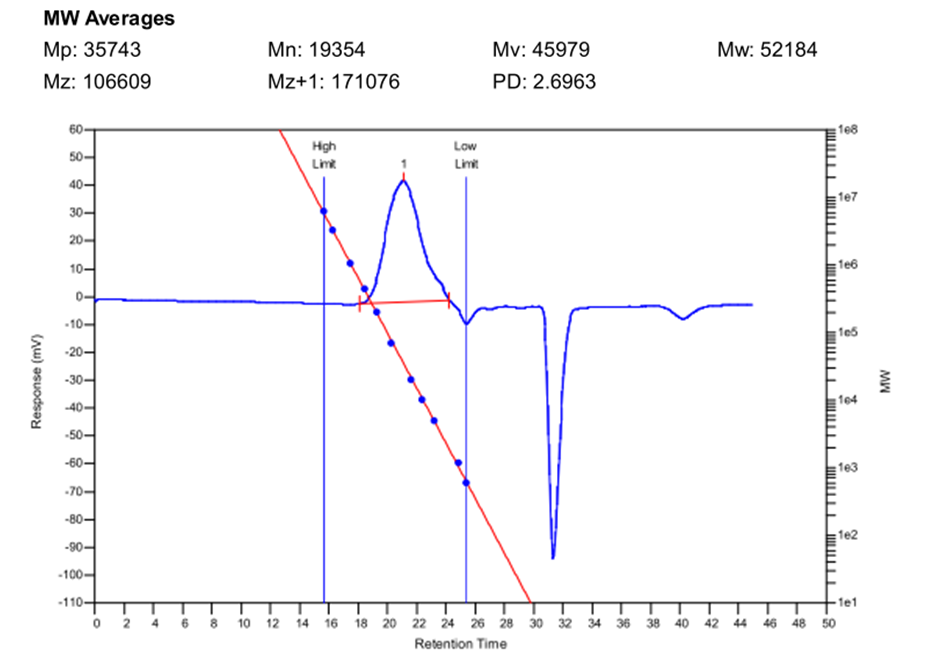 MW Averages
Mp: 35743 Mn: 19354 Mv: 45979 Mw: 52184
Mz: 106609 Mz+1: 171076 PD: 2.6963
60 1e8
High Low
50
Limit 1 Limit
40
1e7
30
20
10 1e6
0
-10 1e5
-20
-30
1e4
-40
-50
-60 1e3
-70
-80
1e2
-90
-100
-110 1e1
Response (mV)
MW
0 2 4 6 8 10 12 14 16 18 20 22 24 26 28 30 32 34 36 38 40 42 44 46 48 50
Retention Time